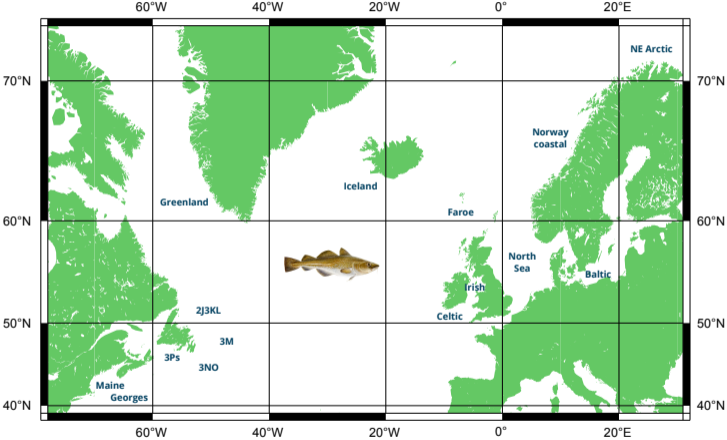 60°W 40°W 20°W 0° 20°E
NE Arctic
70°N 70°N
Norway
coastal
Iceland
Greenland
Faroe
60°N 60°N
North
Sea
Baltic
Irish
2J3KL
Celtic
50°N 50°N
3M
3Ps
3NO
Maine
Georges
40°N 40°N
60°W 40°W 20°W 0° 20°E